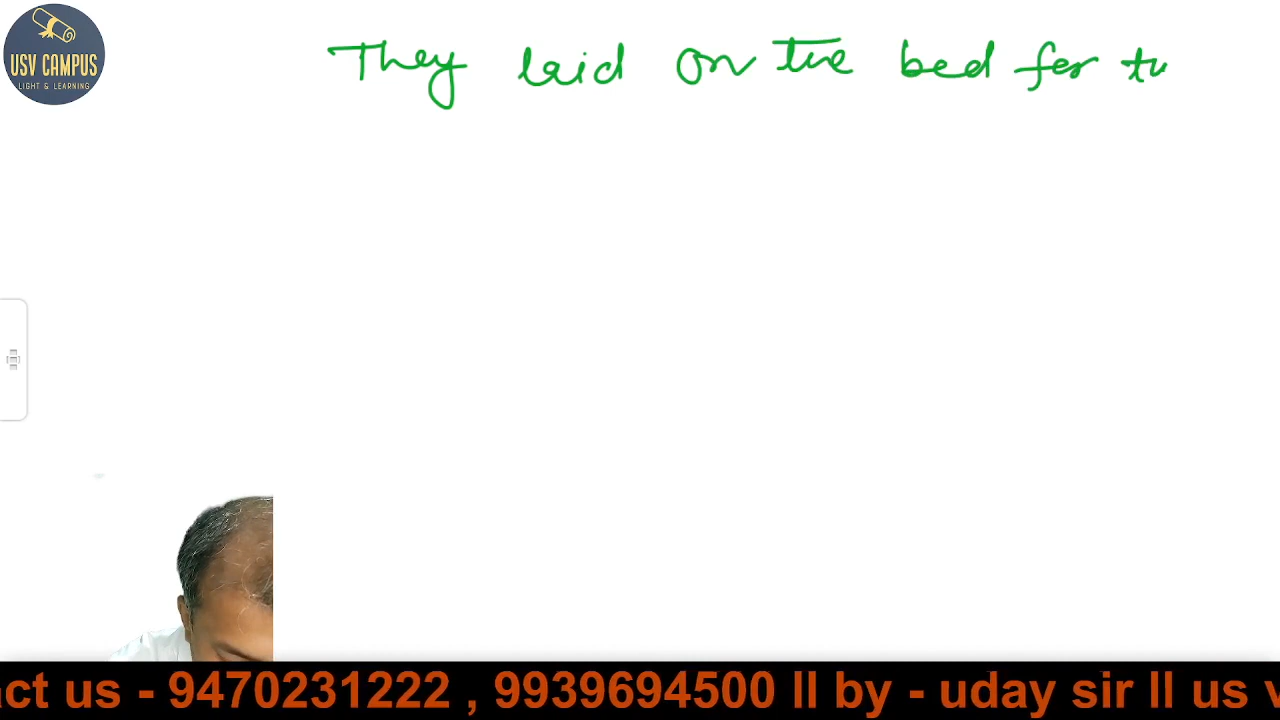 USV CAMPUS
LIGHT & LEARNING
They laid on the bed for
act us - 9470231222 , 9939694500 ll by - uday sir ll us v